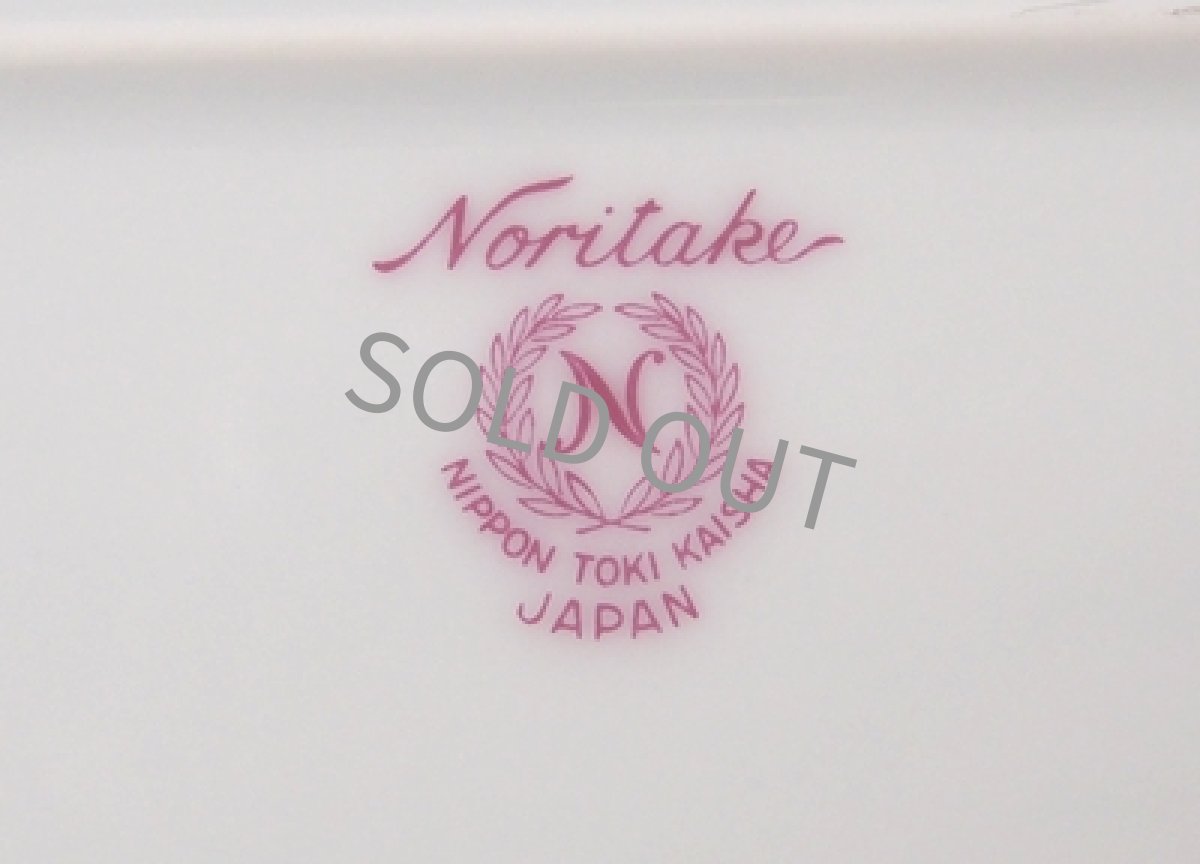 Noritake
N
SOLD OUT
NIPPON TOKI KAISHA
JAPAN